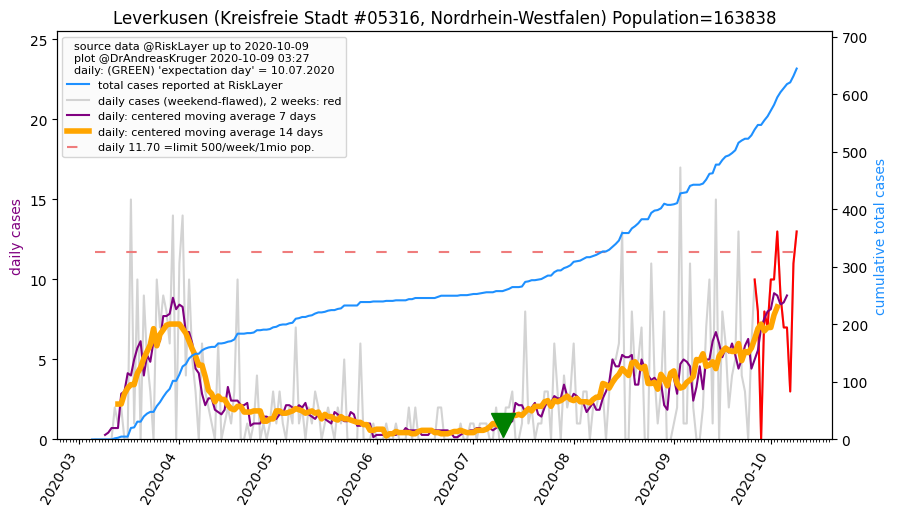 Leverkusen (Kreisfreie Stadt #05316, Nordrhein-Westfalen) Population=163838
source data @RiskLayer up to 2020-10-09
plot @DrAndreasKruger 2020-10-09 03:27
daily: (GREEN) 'expectation day' = 10.07.2020
total cases reported at RiskLayer
daily cases (weekend-flawed), 2 weeks: red
daily: centered moving average 7 days
daily: centered moving average 14 days
daily 11.70 =limit 500/week/1mio pop.
daily cases
25
20
15
10
5
0
700
600
500
400
300
200
100
0
cumulative total cases
2020-03
2020-04
2020-05
2020-06
2020-07
2020-08
2020-09
2020-10